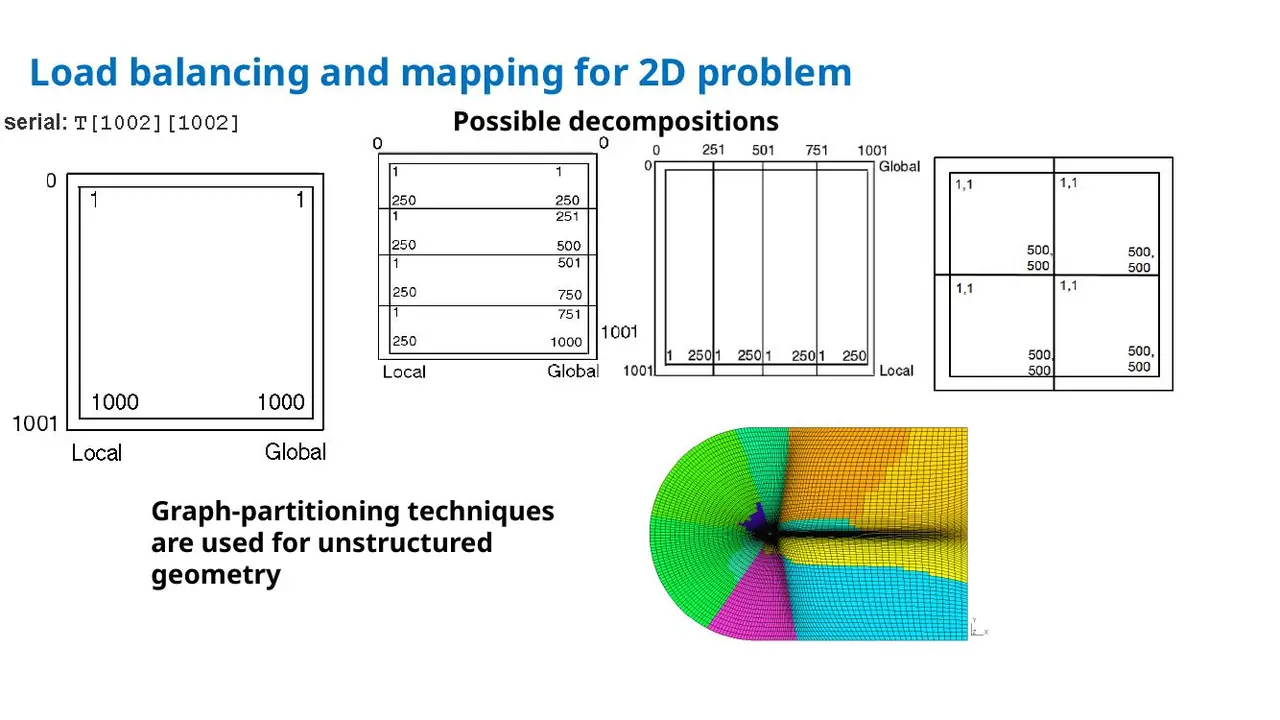 Load balancing and mapping for 2D problem
serial: T[1002][1002]
Possible decompositions
0
1 1
1000 1000
1001
Local Global
0 0
1 1
250 250
1 251
250 500
1 501
250 750
1 751
250 1000
1001
Local Global
0 251 501 751 1001
0 Global
1 250 1 250 1 250 1 250
1001 Local
1,1 1,1
500, 500,
500 500
1,1 1,1
500, 500,
500 500
Graph-partitioning techniques
are used for unstructured
geometry
Y
Z X